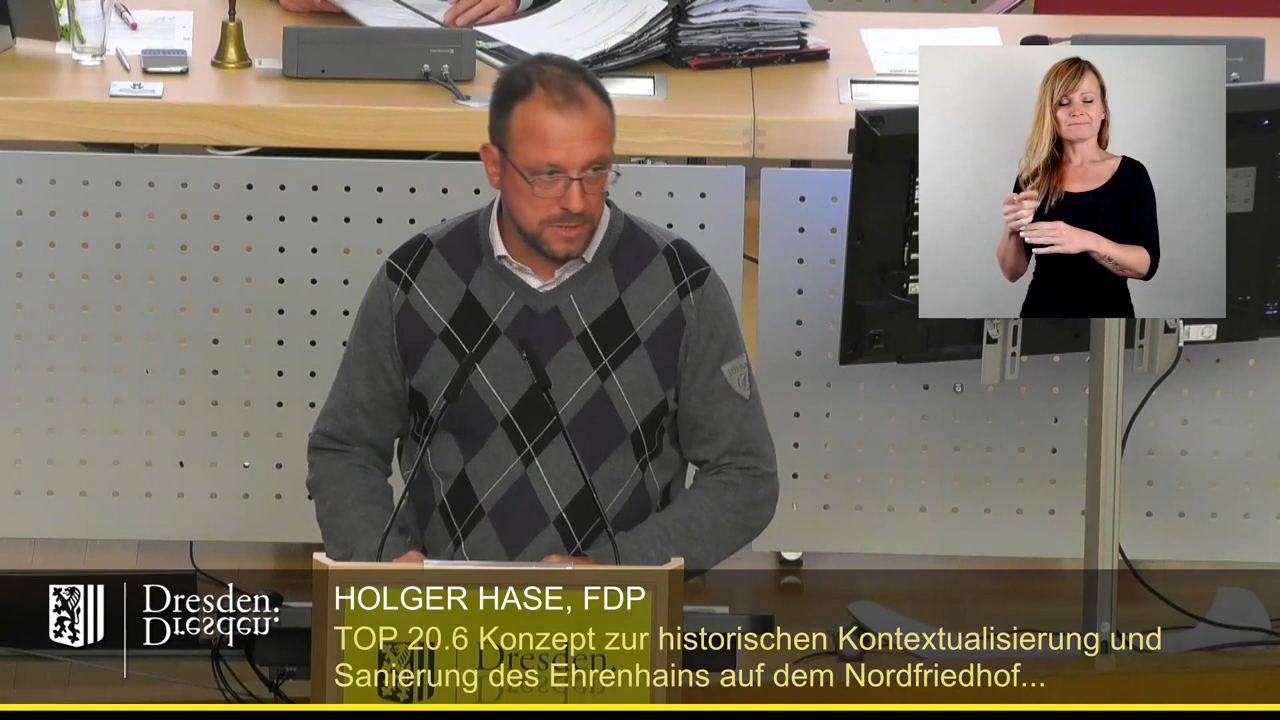 HOLGER HASE, FDP
Dresden.
Dresden.
TOP 20.6 Konzept zur historischen Kontextualisierung und
Sanierung des Ehrenhains auf dem Nordfriedhof...
Dresden.